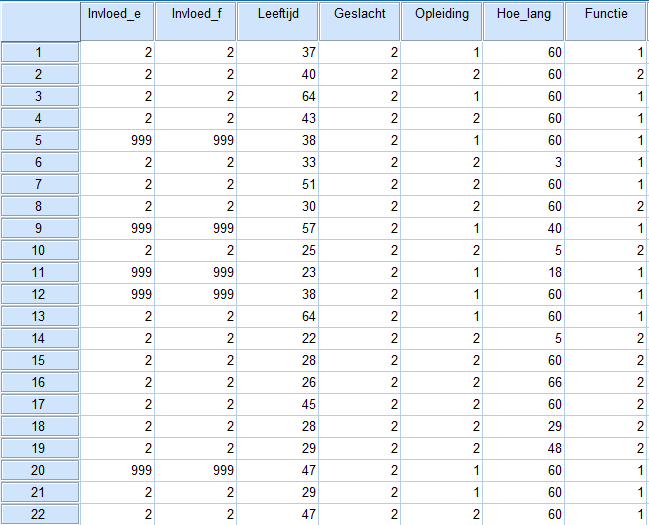 Invloed_e Invloed_f Leeftijd Geslacht Opleiding Hoe_lang Functie
1 2 2 37 2 1 60 1
2 2 2 40 2 2 60 2
3 2 2 64 2 1 60 1
4 2 2 43 2 2 60 1
5 999 999 38 2 1 60 1
6 2 2 33 2 2 3 1
7 2 2 51 2 2 60 1
8 2 2 30 2 2 60 2
9 999 999 57 2 1 40 1
10 2 2 25 2 2 5 2
11 999 999 23 2 1 18 1
12 999 999 38 2 1 60 1
13 2 2 64 2 1 60 1
14 2 2 22 2 2 5 2
15 2 2 28 2 2 60 2
16 2 2 26 2 2 66 2
17 2 2 45 2 2 60 2
18 2 2 28 2 2 29 2
19 2 2 29 2 2 48 2
20 999 999 47 2 1 60 1
21 2 2 29 2 1 60 1
22 2 2 47 2 2 60 1